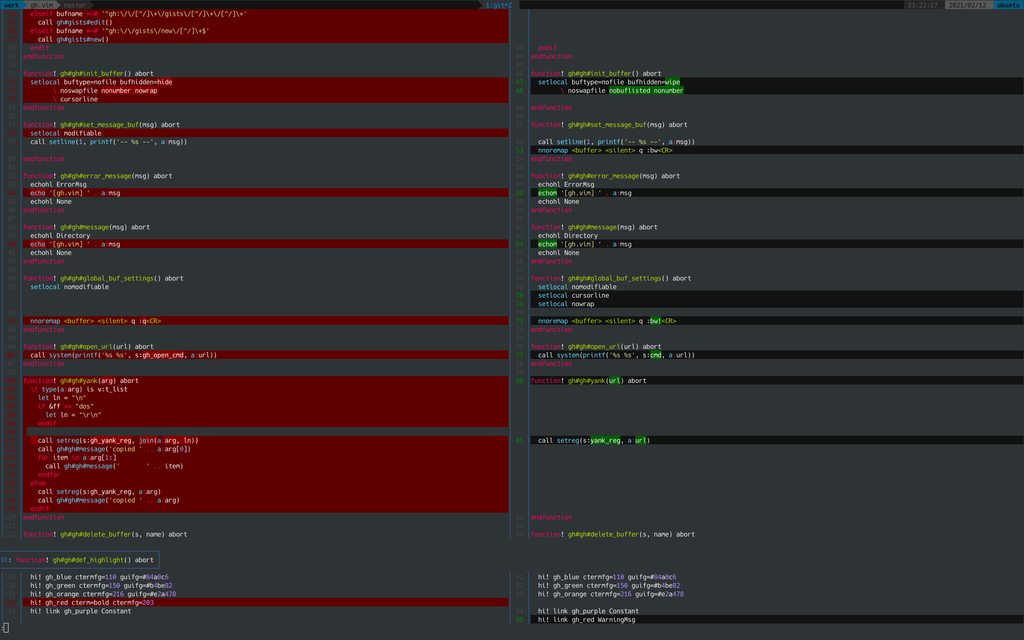 work gh.vim master 1:git*Z 23:22:17 2021/02/12 ubuntu
elseif bufname =~# '^gh:\/\/[^/]\+\/gists\/[^/]\+\/[^/]\+'
call gh#gists#edit()
elseif bufname =~# '^gh:\/\/gists\/new\/[^/]\+$'
call gh#gists#new()
endif
endfunction
function! gh#gh#init_buffer() abort
setlocal buftype=nofile bufhidden=hide
\ noswapfile nonumber nowrap
\ cursorline
endfunction
function! gh#gh#set_message_buf(msg) abort
setlocal modifiable
call setline(1, printf('-- %s --', a:msg))
endfunction
function! gh#gh#error_message(msg) abort
echohl ErrorMsg
echo '[gh.vim] ' . a:msg
echohl None
endfunction
function! gh#gh#message(msg) abort
echohl Directory
echo '[gh.vim] ' . a:msg
echohl None
endfunction
function! gh#gh#global_buf_settings() abort
setlocal nomodifiable
nnoremap <buffer> <silent> q :q<CR>
endfunction
function! gh#gh#open_url(url) abort
call system(printf('%s %s', s:gh_open_cmd, a:url))
endfunction
function! gh#gh#yank(arg) abort
if type(a:arg) is v:t_list
let ln = "\n"
if &ff == "dos"
let ln = "\r\n"
endif
call setreg(s:gh_yank_reg, join(a:arg, ln))
call gh#gh#message('copied ' .. a:arg[0])
for item in a:arg[1:]
call gh#gh#message('       ' .. item)
endfor
else
call setreg(s:gh_yank_reg, a:arg)
call gh#gh#message('copied ' .. a:arg)
endif
endfunction
function! gh#gh#delete_buffer(s, name) abort
91: function! gh#gh#def_highlight() abort
hi! gh_blue ctermfg=110 guifg=#84a0c6
hi! gh_green ctermfg=150 guifg=#b4be82
hi! gh_orange ctermfg=216 guifg=#e2a478
hi! gh_red cterm=bold ctermfg=203
hi! link gh_purple Constant
endif
endfunction
function! gh#gh#init_buffer() abort
setlocal buftype=nofile bufhidden=wipe
\ noswapfile nobuflisted nonumber
endfunction
function! gh#gh#set_message_buf(msg) abort
call setline(1, printf('-- %s --', a:msg))
nnoremap <buffer> <silent> q :bw<CR>
endfunction
function! gh#gh#error_message(msg) abort
echohl ErrorMsg
echom '[gh.vim] ' . a:msg
echohl None
endfunction
function! gh#gh#message(msg) abort
echohl Directory
echom '[gh.vim] ' . a:msg
echohl None
endfunction
function! gh#gh#global_buf_settings() abort
setlocal nomodifiable
setlocal cursorline
setlocal nowrap
nnoremap <buffer> <silent> q :bw!<CR>
endfunction
function! gh#gh#open_url(url) abort
call system(printf('%s %s', s:cmd, a:url))
endfunction
function! gh#gh#yank(url) abort
call setreg(s:yank_reg, a:url)
endfunction
function! gh#gh#delete_buffer(s, name) abort
hi! gh_blue ctermfg=110 guifg=#84a0c6
hi! gh_green ctermfg=150 guifg=#b4be82
hi! gh_orange ctermfg=216 guifg=#e2a478
hi! link gh_purple Constant
hi! link gh_red WarningMsg
: